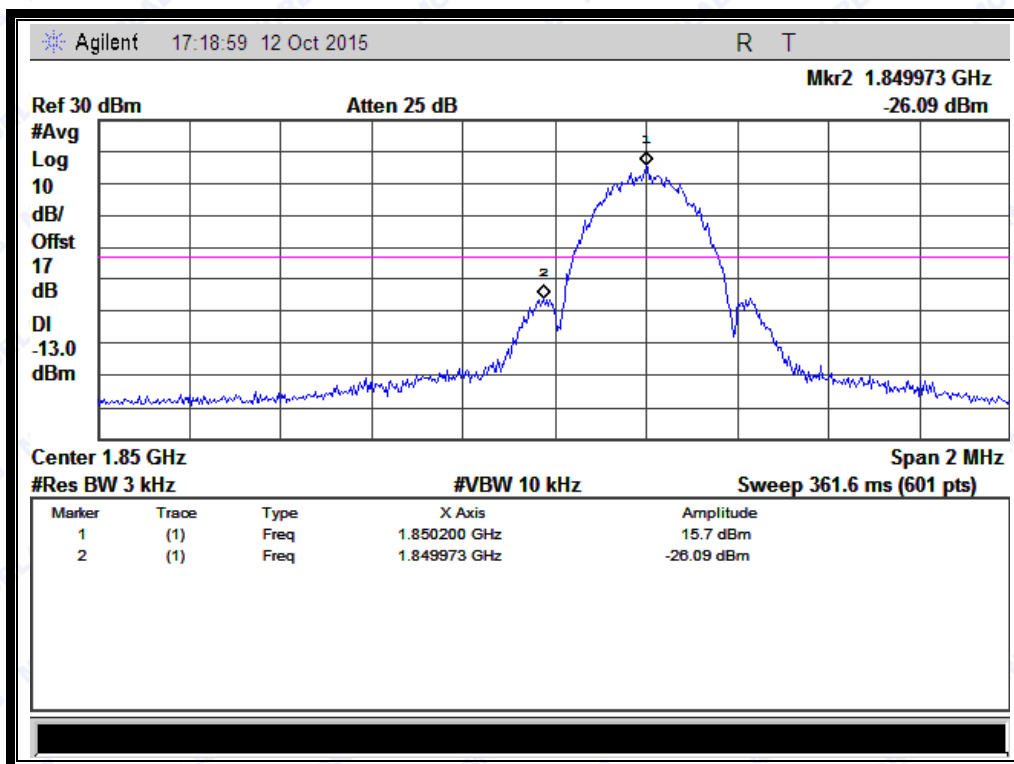 Agilent 17:18:59 12 Oct 2015 R T
Mkr2 1.849973 GHz
Ref 30 dBm Atten 25 dB -26.09 dBm
#Avg
Log
10
dB/
Offst
17
dB
DI
-13.0
dBm
1
2
Center 1.85 GHz Span 2 MHz
#Res BW 3 kHz #VBW 10 kHz Sweep 361.6 ms (601 pts)
Marker Trace Type X Axis Amplitude
1 (1) Freq 1.850200 GHz 15.7 dBm
2 (1) Freq 1.849973 GHz -26.09 dBm